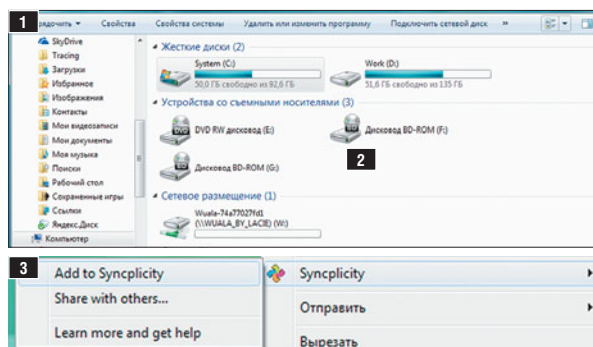 1
Упорядочить Свойства Свойства системы Удалить или изменить программу Подключить сетевой диск »
SkyDrive
Tracing
Загрузки
Избранное
Изображения
Контакты
Мои видеозаписи
Мои документы
Моя музыка
Поиски
Рабочий стол
Сохраненные игры
Ссылки
Яндекс.Диск
Компьютер
Жесткие диски (2)
System (C:)
50,0 ГБ свободно из 92,6 ГБ
Work (D:)
51,6 ГБ свободно из 135 ГБ
Устройства со съемными носителями (3)
DVD RW дисковод (E:)
Дисковод BD-ROM (F:)
2
Дисковод BD-ROM (G:)
Сетевое размещение (1)
Wuala-74a77027fd1
(\\WUALA_BY_LACIE) (W:)
3
Add to Syncplicity
Share with others...
Learn more and get help
Syncplicity
Отправить
Вырезать